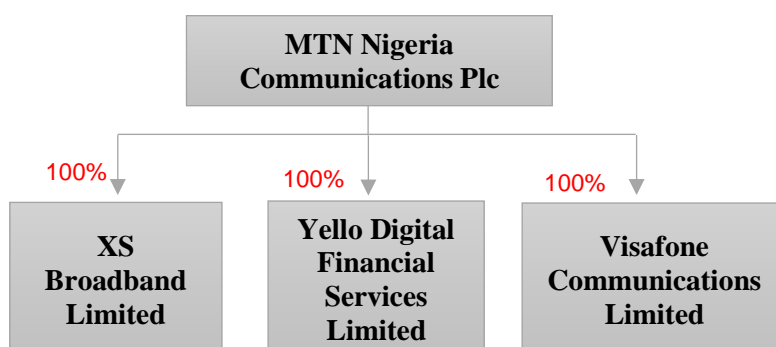 MTN Nigeria
Communications Plc
100%
100%
100%
XS
Broadband
Limited
Yello Digital
Financial
Services
Limited
Visafone
Communications
Limited